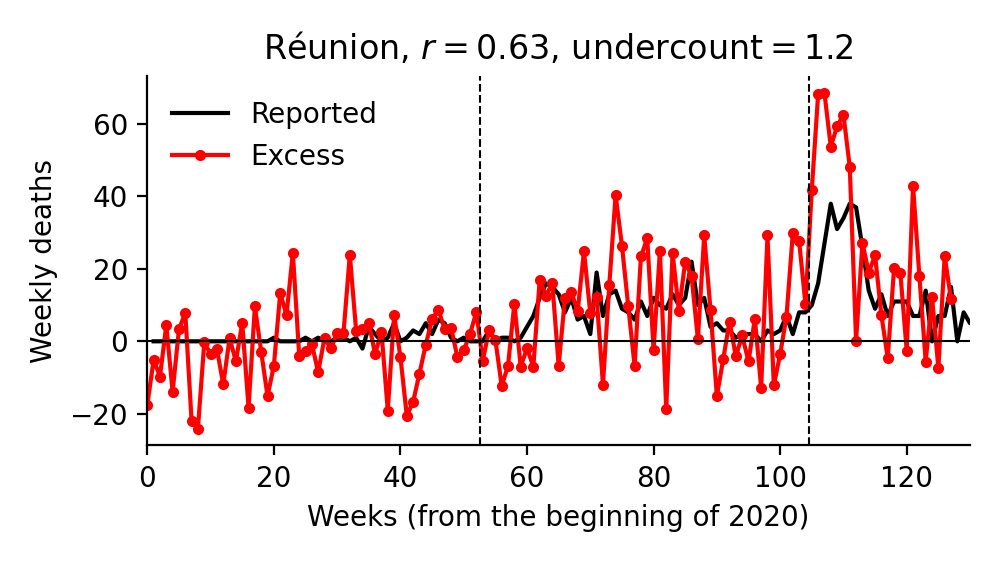 Réunion, r = 0.63, undercount = 1.2
Reported
Excess
Weekly deaths
60
40
20
0
−20
0 20 40 60 80 100 120
Weeks (from the beginning of 2020)